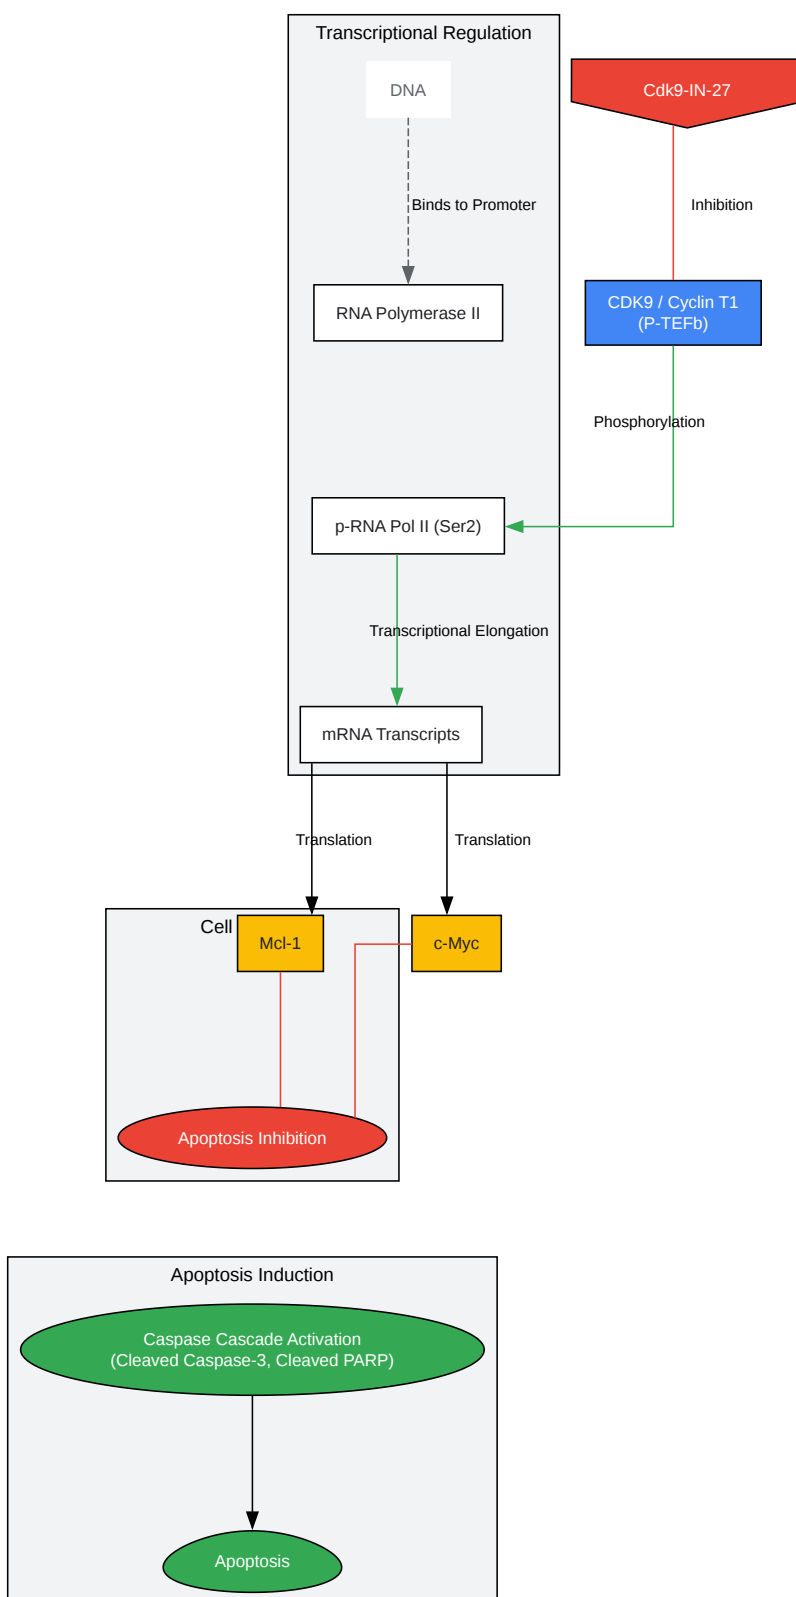 Transcriptional Regulation
DNA
Cdk9-IN-27
Binds to Promoter
Inhibition
RNA Polymerase II
CDK9 / Cyclin T1
(P-TEFb)
Phosphorylation
p-RNA Pol II (Ser2)
Transcriptional Elongation
mRNA Transcripts
Translation
Translation
Cell
Mcl-1
c-Myc
Apoptosis Inhibition
Apoptosis Induction
Caspase Cascade Activation
(Cleaved Caspase-3, Cleaved PARP)
Apoptosis